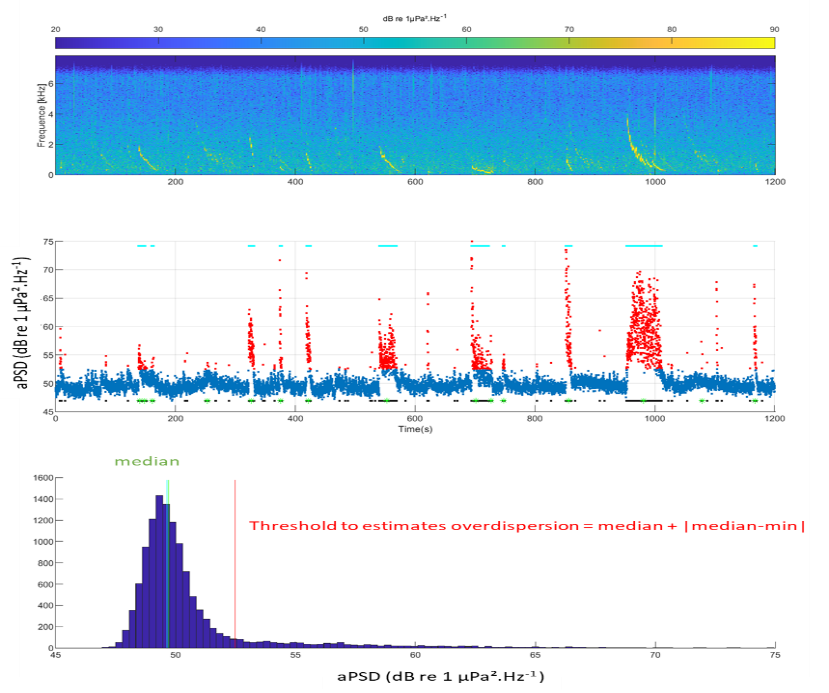 dB re 1µPa².Hz⁻¹
20 30 40 50 60 70 80 90
Frequence [kHz]
6
4
2
0
200 400 600 800 1000 1200
aPSD (dB re 1 µPa².Hz⁻¹)
75
70
65
60
55
50
45
0 200 400 600 800 1000 1200
Time(s)
median
1600
1400
1200
1000
800
600
400
200
0
Threshold to estimates overdispersion = median + |median-min|
45 50 55 60 65 70 75
aPSD (dB re 1 µPa².Hz⁻¹)